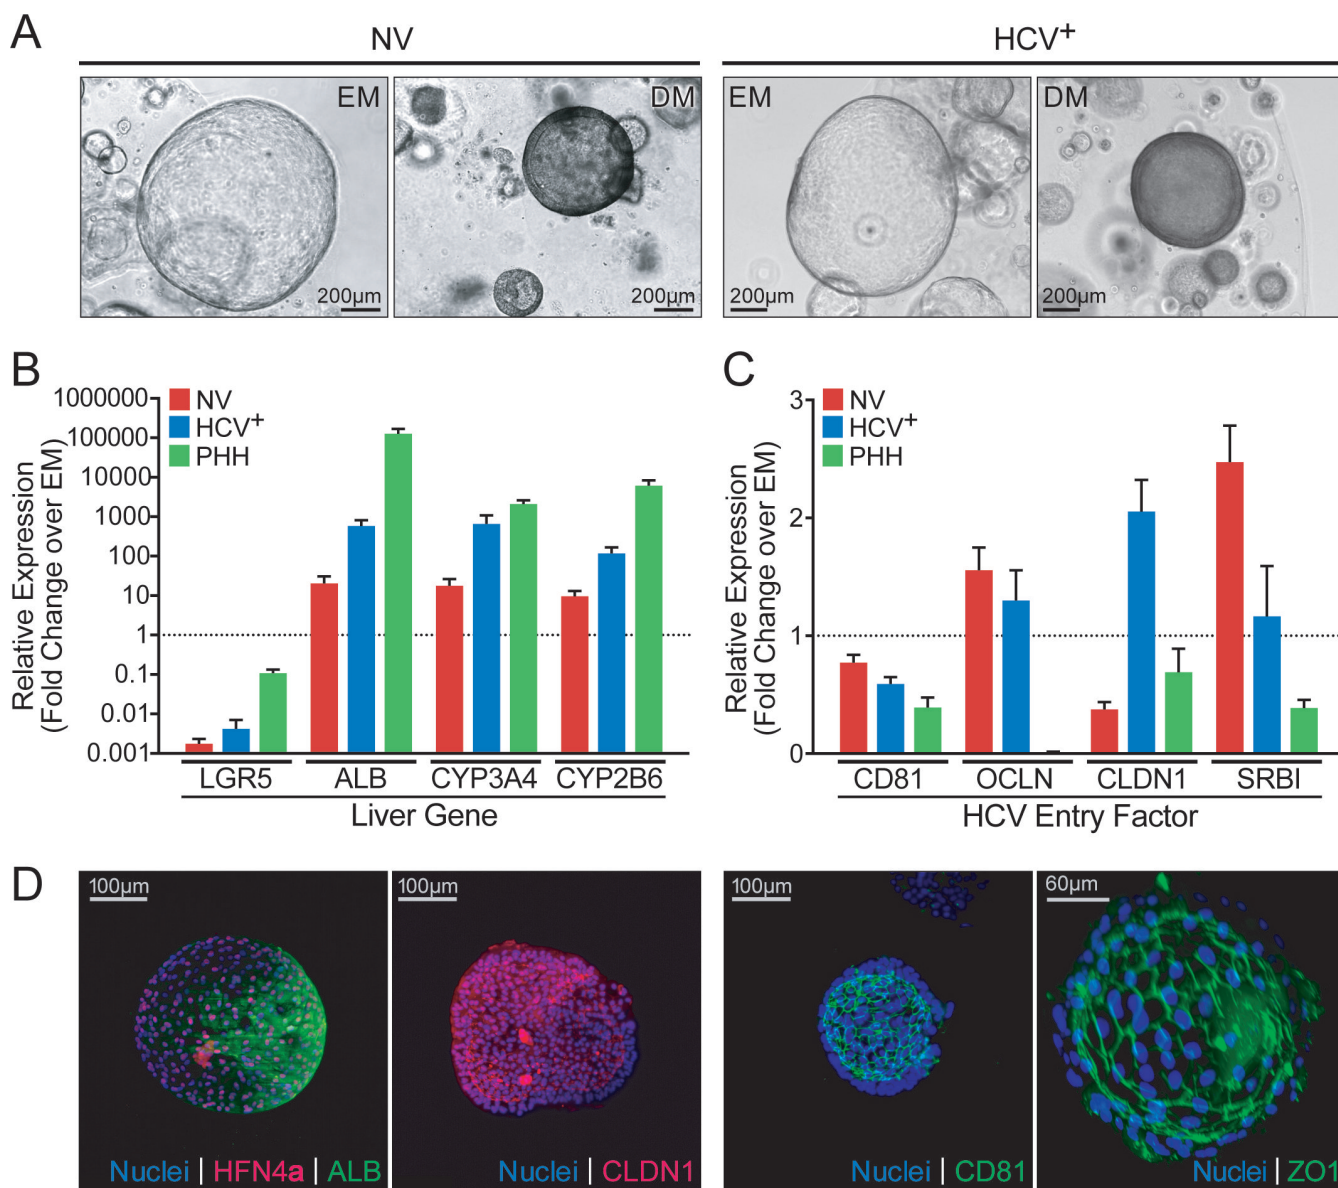 A
NV
HCV+
EM
DM
EM
DM
200µm
200µm
200µm
200µm
B
Relative Expression
(Fold Change over EM)
1000000
100000
10000
1000
100
10
1
0.1
0.01
0.001
NV
HCV+
PHH
LGR5
ALB
CYP3A4
CYP2B6
Liver Gene
C
Relative Expression
(Fold Change over EM)
3
2
1
0
NV
HCV+
PHH
CD81
OCLN
CLDN1
SRBI
HCV Entry Factor
D
100µm
100µm
100µm
60µm
Nuclei | HFN4a | ALB
Nuclei | CLDN1
Nuclei | CD81
Nuclei | ZO1